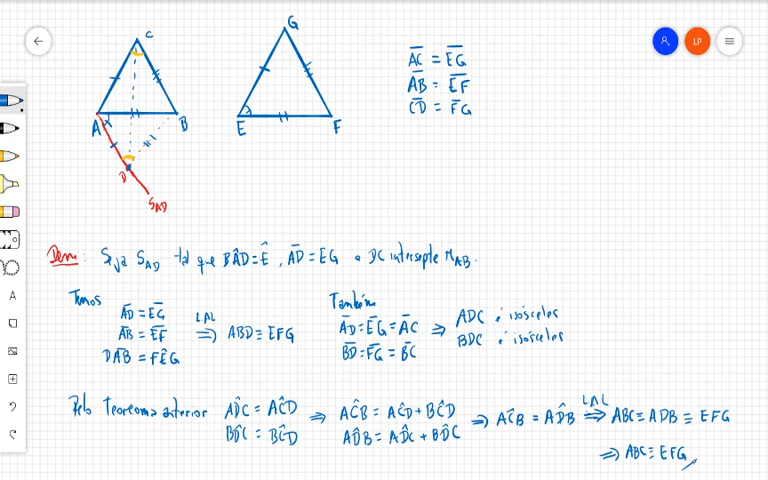 C
G
A
B
D
S_AD
E
F
LP
A
AC = EG
AB = EF
CD = FG
Dem: Seja S_AD tal que BÂD = Ê, AD = EG e DC intersepte r_AB.
Temos
AD = EG
AB = EF
DÂB = FÊG
LAL
⇒ ABD ≡ EFG
Também
AD = EG = AC
BD = FG = BC
⇒ ADC é isósceles
BDC é isósceles
Pelo Teorema anterior
AD̂C = AĈD
BD̂C = BĈD
⇒ AĈB = AĈD + BĈD
AD̂B = AD̂C + BD̂C
⇒ AĈB = AD̂B
LAL
⇒ ABC ≡ ADB ≡ EFG
⇒ ABC ≡ EFG